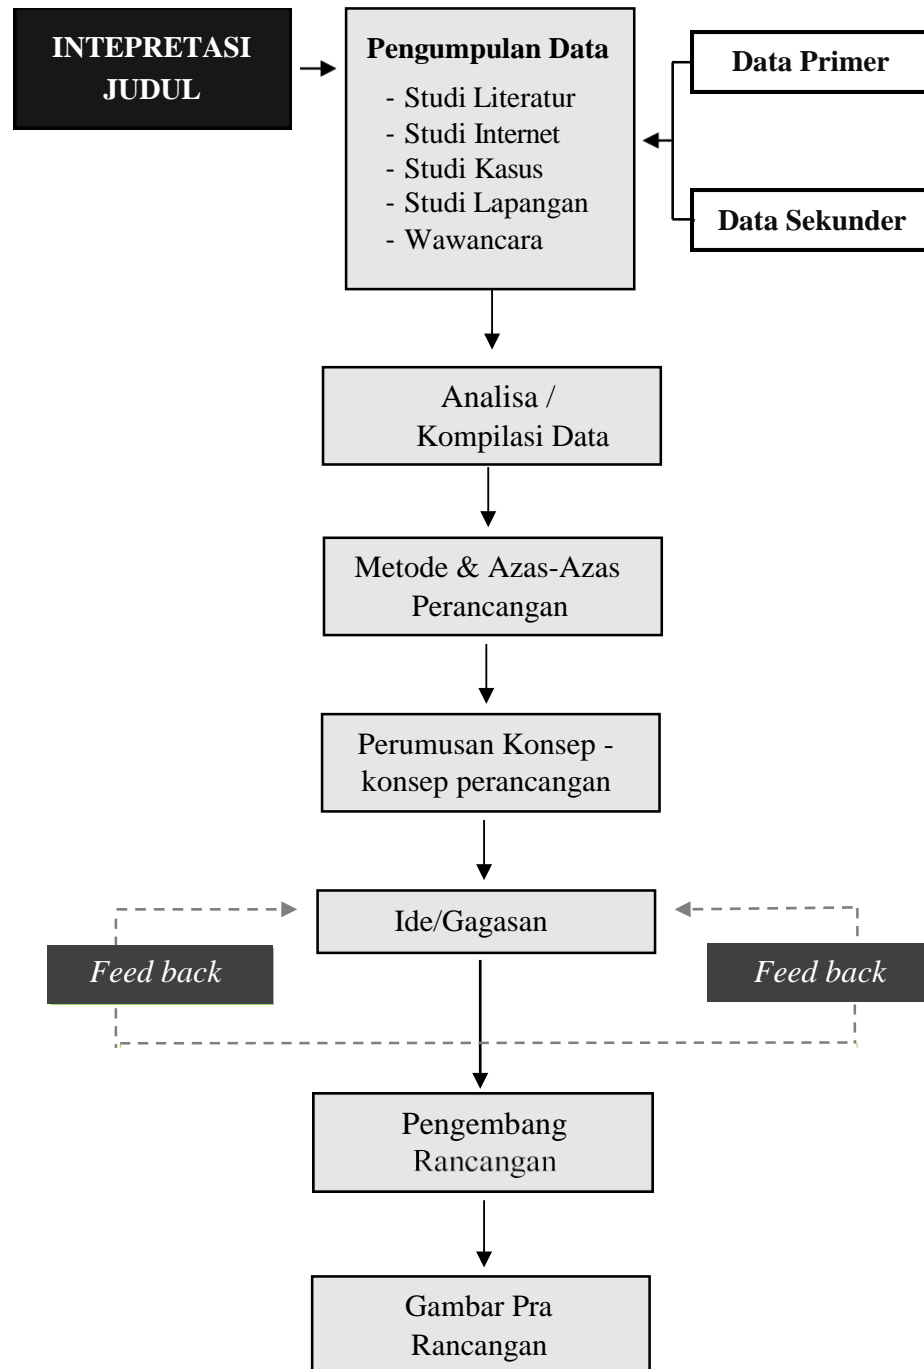 INTEPRETASI
JUDUL
Pengumpulan Data
- Studi Literatur
- Studi Internet
- Studi Kasus
- Studi Lapangan
- Wawancara
Data Primer
Data Sekunder
Analisa /
Kompilasi Data
Metode & Azas-Azas
Perancangan
Perumusan Konsep -
konsep perancangan
Ide/Gagasan
Feed back
Feed back
Pengembang
Rancangan
Gambar Pra
Rancangan